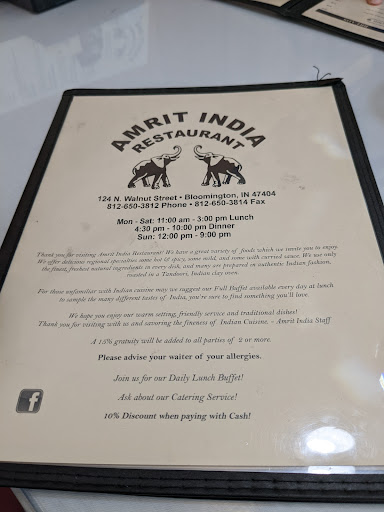 AMRIT INDIA
RESTAURANT
124 N. Walnut Street • Bloomington, IN 47404
812-650-3812 Phone • 812-650-3814 Fax
Mon - Sat: 11:00 am - 3:00 pm Lunch
4:30 pm - 10:00 pm Dinner
Sun: 12:00 pm - 9:00 pm
Thank you for visiting Amrit India Restaurant! We have a great variety of foods which we invite you to enjoy.
We offer delicious regional specialties some hot & spicy, some mild, and some with curried sauce. We use only
the finest, freshest natural ingredients in every dish, and many are prepared in authentic Indian fashion,
roasted in a Tandoori, Indian clay oven.
For those unfamiliar with Indian cuisine may we suggest our Full Buffet available every day at lunch
to sample the many different tastes of India, you're sure to find something you'll love.
We hope you enjoy our warm setting, friendly service and traditional dishes!
Thank you for visiting with us and savoring the fineness of Indian Cuisine. - Amrit India Staff
A 15% gratuity will be added to all parties of 2 or more.
Please advise your waiter of your allergies.
Join us for our Daily Lunch Buffet!
Ask about our Catering Service!
f
10% Discount when paying with Cash!